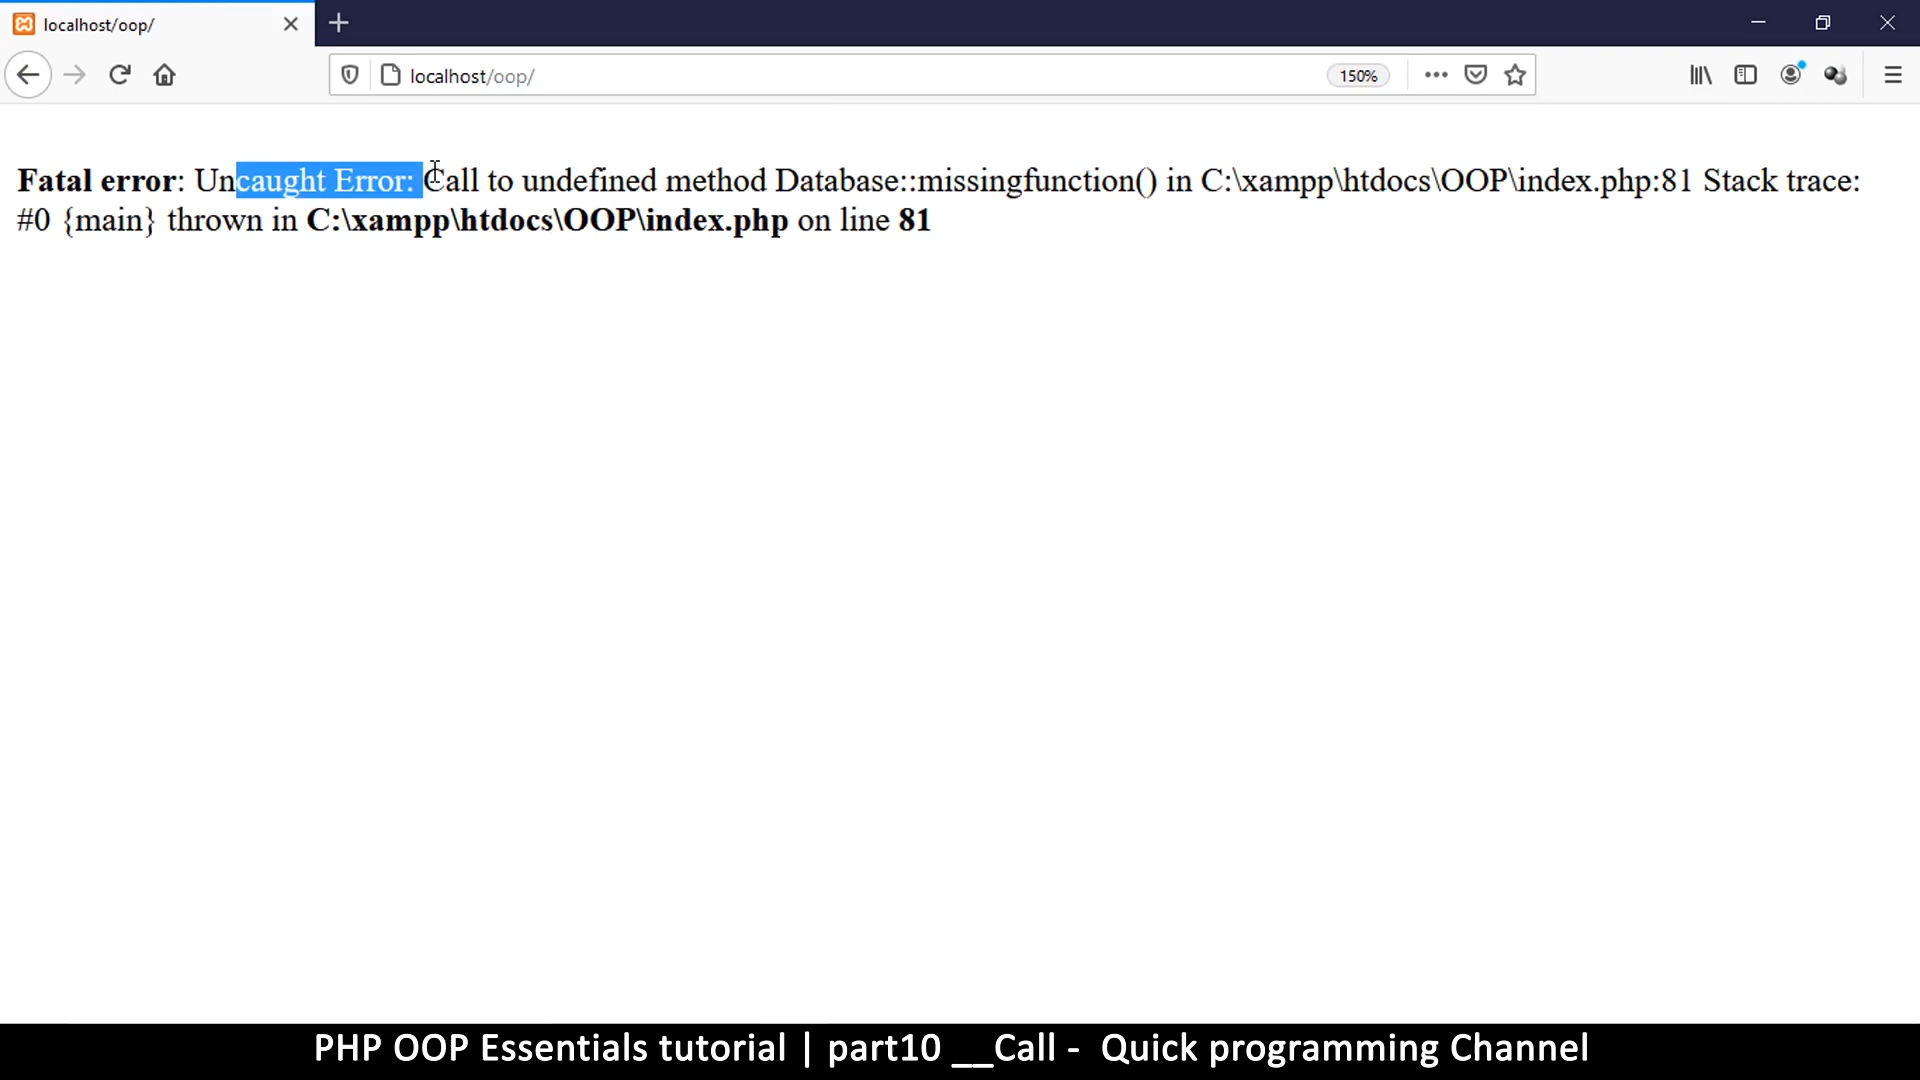 localhost/oop/
localhost/oop/
150%
Fatal error: Uncaught Error: Call to undefined method Database::missingfunction() in C:\xampp\htdocs\OOP\index.php:81 Stack trace:
#0 {main} thrown in C:\xampp\htdocs\OOP\index.php on line 81
PHP OOP Essentials tutorial | part10 __Call - Quick programming Channel